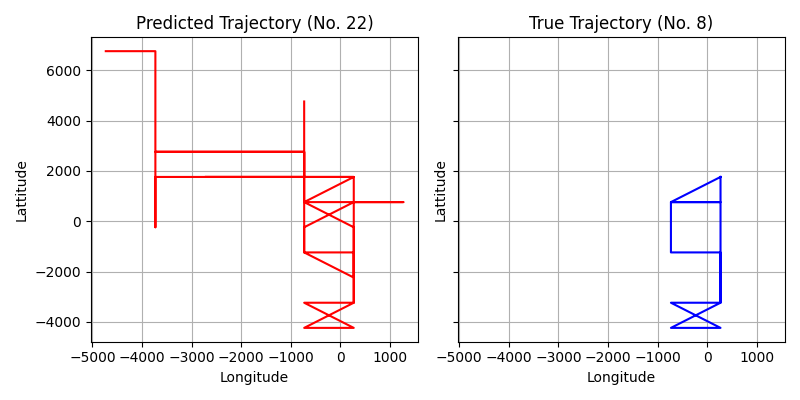 Predicted Trajectory (No. 22)
True Trajectory (No. 8)
6000
4000
2000
0
−2000
−4000
Lattitude
Lattitude
−5000 −4000 −3000 −2000 −1000 0 1000
−5000 −4000 −3000 −2000 −1000 0 1000
Longitude
Longitude